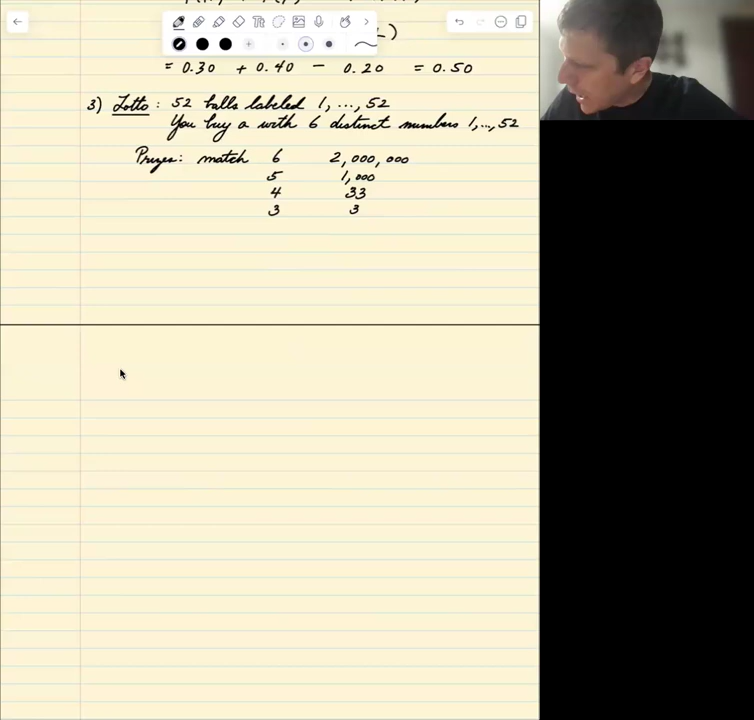 = 0.30 + 0.40 - 0.20 = 0.50
3) Lotto: 52 balls labeled 1, ..., 52
You buy a with 6 distinct numbers 1, ..., 52
Prizes: match 6 2,000,000
5 1,000
4 33
3 3